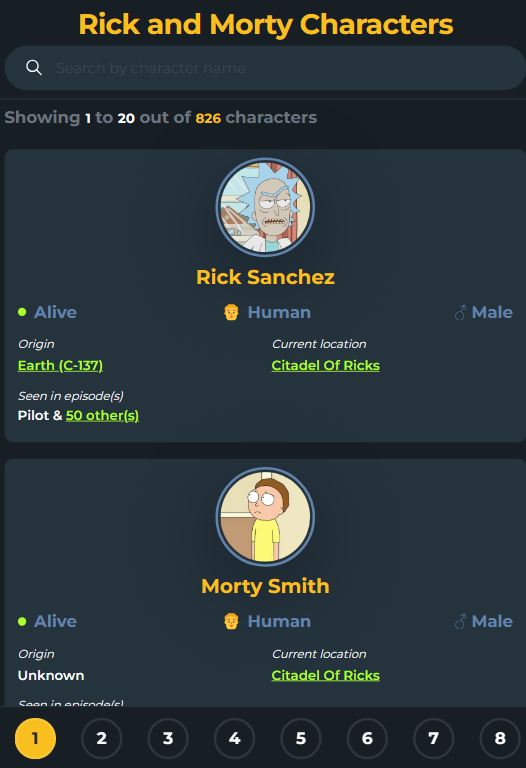 Rick and Morty Characters
Search by character name
Showing 1 to 20 out of 826 characters
Rick Sanchez
Alive Human Male
Origin Current location
Earth (C-137) Citadel Of Ricks
Seen in episode(s)
Pilot & 50 other(s)
Morty Smith
Alive Human Male
Origin Current location
Unknown Citadel Of Ricks
Seen in episode(s)
1 2 3 4 5 6 7 8